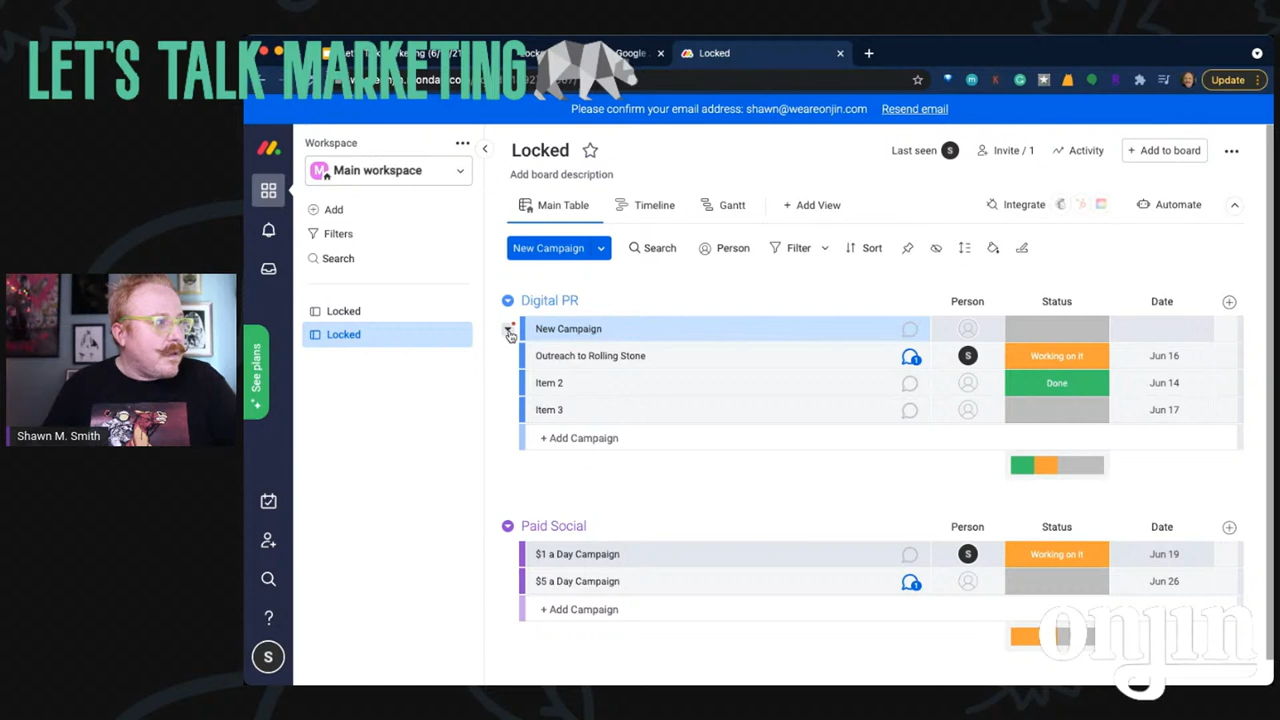 LET'S TALK MARKETING
Google
Locked
Update
Please confirm your email address: shawn@weareonjin.com Resend email
Workspace
M Main workspace
Add
Filters
Search
Locked
Locked
See plans
S
Locked
Add board description
Last seen S
Invite / 1
Activity
+ Add to board
Main Table
Timeline
Gantt
+ Add View
Integrate
Automate
New Campaign
Search
Person
Filter
Sort
Digital PR Person Status Date
New Campaign
Outreach to Rolling Stone 1 S Working on it Jun 16
Item 2 Done Jun 14
Item 3 Jun 17
+ Add Campaign
Paid Social Person Status Date
$1 a Day Campaign S Working on it Jun 19
$5 a Day Campaign 1 Jun 26
+ Add Campaign
Shawn M. Smith
onjin